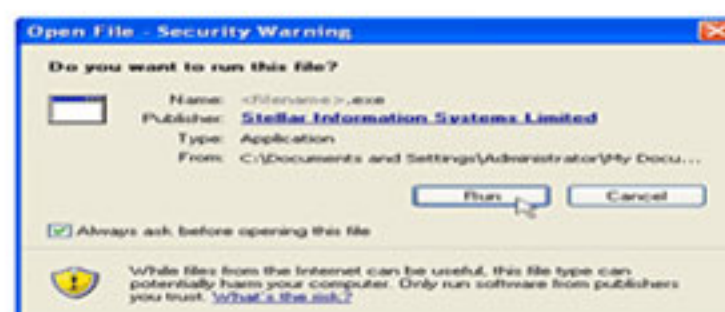 Open File - Security Warning
Do you want to run this file?
Name: <filename>.exe
Publisher: Stellar Information Systems Limited
Type: Application
From: C:\Documents and Settings\Administrator\My Docu...
Run Cancel
Always ask before opening this file
While files from the Internet can be useful, this file type can
potentially harm your computer. Only run software from publishers
you trust. What's the risk?